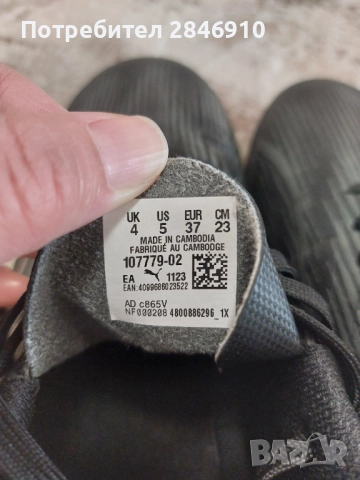 Потребител 2846910
UK US EUR CM
4 5 37 23
MADE IN CAMBODIA
FABRIQUÉ AU CAMBODGE
107779-02
EA 1123
EAN:4099686023522
AD c865V
NF000208 4800886296_1X
BAZAR